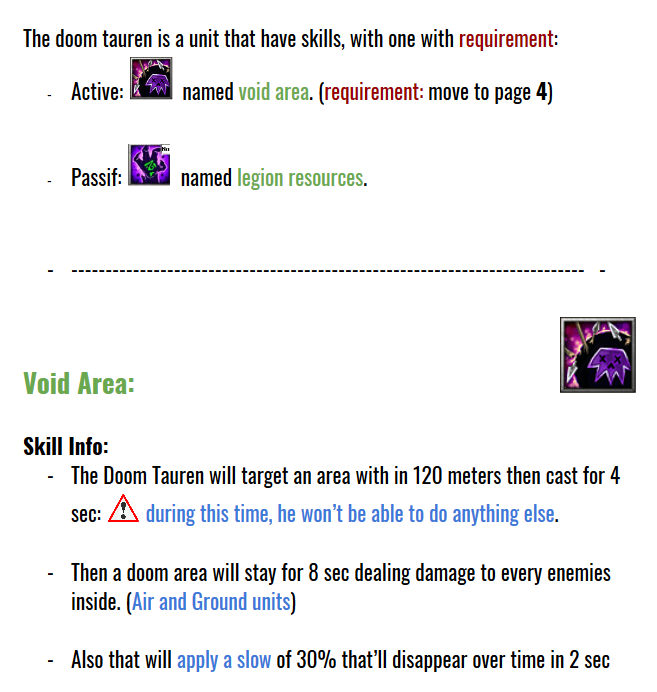 The doom tauren is a unit that have skills, with one with requirement:
- Active: named void area. (requirement: move to page 4)
- Passif: named legion resources.
- --------------------------------------------------------------------------- -
Void Area:
Skill Info:
- The Doom Tauren will target an area with in 120 meters then cast for 4
sec: during this time, he won't be able to do anything else.
- Then a doom area will stay for 8 sec dealing damage to every enemies
inside. (Air and Ground units)
- Also that will apply a slow of 30% that'll disappear over time in 2 sec